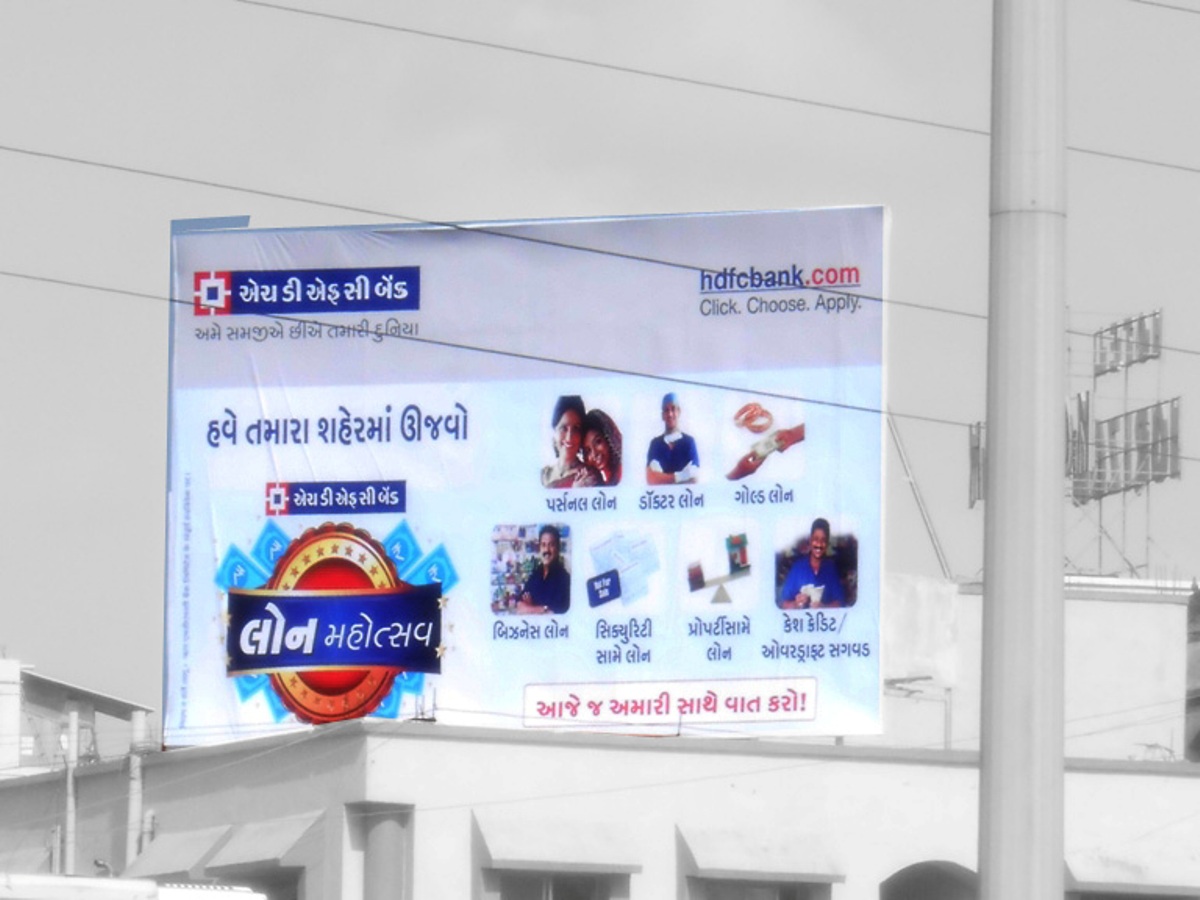 એચ ડી એફ સી બેંક
અમે સમજીએ છીએ તમારી દુનિયા
hdfcbank.com
Click. Choose. Apply.
હવે તમારા શહેરમાં ઊજવો
એચ ડી એફ સી બેંક
લોન મહોત્સવ
પર્સનલ લોન
ડૉક્ટર લોન
ગોલ્ડ લોન
બિઝનેસ લોન
સિક્યુરિટી
સામે લોન
પ્રોપર્ટીસામે
લોન
કેશ ક્રેડિટ/
ઓવરડ્રાફ્ટ સગવડ
આજે જ અમારી સાથે વાત કરો!